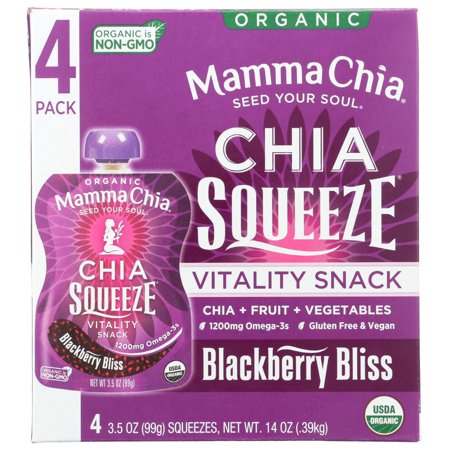 ORGANIC
ORGANIC is
NON-GMO
4
PACK
Mamma Chia®
SEED YOUR SOUL.®
CHIA
SQUEEZE®
VITALITY SNACK
CHIA + FRUIT + VEGETABLES
1200mg Omega-3s Gluten Free & Vegan
Blackberry Bliss
ORGANIC
Mamma Chia
SEED YOUR SOUL.
CHIA
SQUEEZE
VITALITY
SNACK
1200mg Omega-3s
Blackberry Bliss
ORGANIC is
NON-GMO
NET WT 3.5 OZ (99g)
USDA
ORGANIC
4 3.5 OZ (99g) SQUEEZES, NET WT. 14 OZ (.39kg)
USDA
ORGANIC